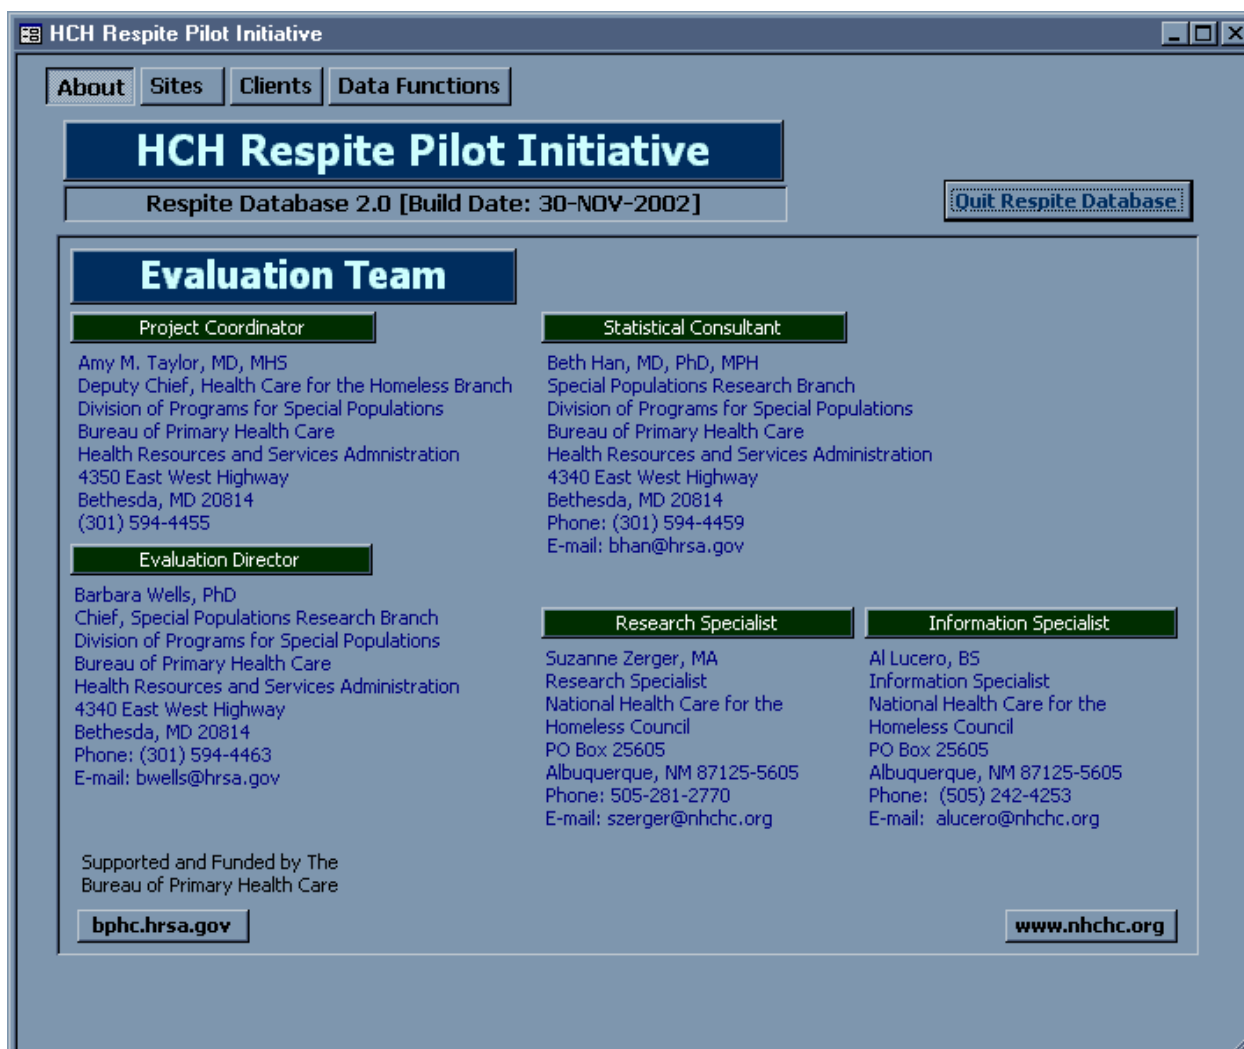 HCH Respite Pilot Initiative
About Sites Clients Data Functions
HCH Respite Pilot Initiative
Respite Database 2.0 [Build Date: 30-NOV-2002]
Quit Respite Database
Evaluation Team
Project Coordinator
Amy M. Taylor, MD, MHS
Deputy Chief, Health Care for the Homeless Branch
Division of Programs for Special Populations
Bureau of Primary Health Care
Health Resources and Services Admnistration
4350 East West Highway
Bethesda, MD 20814
(301) 594-4455
Statistical Consultant
Beth Han, MD, PhD, MPH
Special Populations Research Branch
Division of Programs for Special Populations
Bureau of Primary Health Care
Health Resources and Services Administration
4340 East West Highway
Bethesda, MD 20814
Phone: (301) 594-4459
E-mail: bhan@hrsa.gov
Evaluation Director
Barbara Wells, PhD
Chief, Special Populations Research Branch
Division of Programs for Special Populations
Bureau of Primary Health Care
Health Resources and Services Administration
4340 East West Highway
Bethesda, MD 20814
Phone: (301) 594-4463
E-mail: bwells@hrsa.gov
Research Specialist
Suzanne Zerger, MA
Research Specialist
National Health Care for the
Homeless Council
PO Box 25605
Albuquerque, NM 87125-5605
Phone: 505-281-2770
E-mail: szerger@nhchc.org
Information Specialist
Al Lucero, BS
Information Specialist
National Health Care for the
Homeless Council
PO Box 25605
Albuquerque, NM 87125-5605
Phone:  (505) 242-4253
E-mail:  alucero@nhchc.org
Supported and Funded by The
Bureau of Primary Health Care
bphc.hrsa.gov
www.nhchc.org